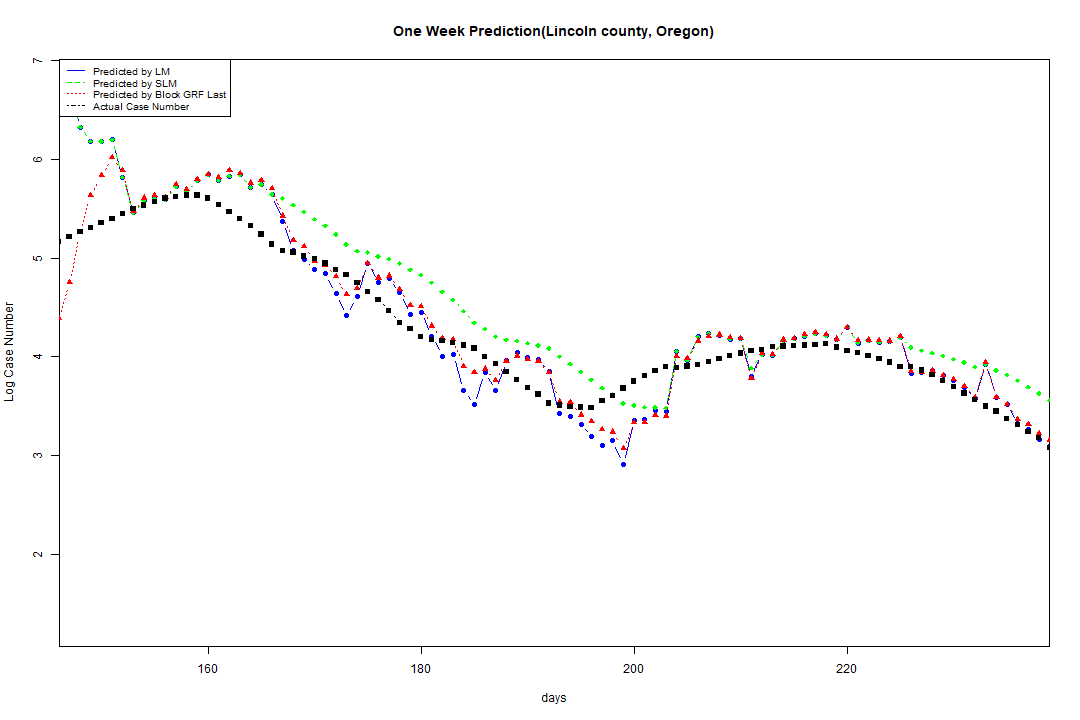 One Week Prediction(Lincoln county, Oregon)
7
Predicted by LM
Predicted by SLM
Predicted by Block GRF Last
Actual Case Number
6
5
4
3
2
Log Case Number
160
180
200
220
days